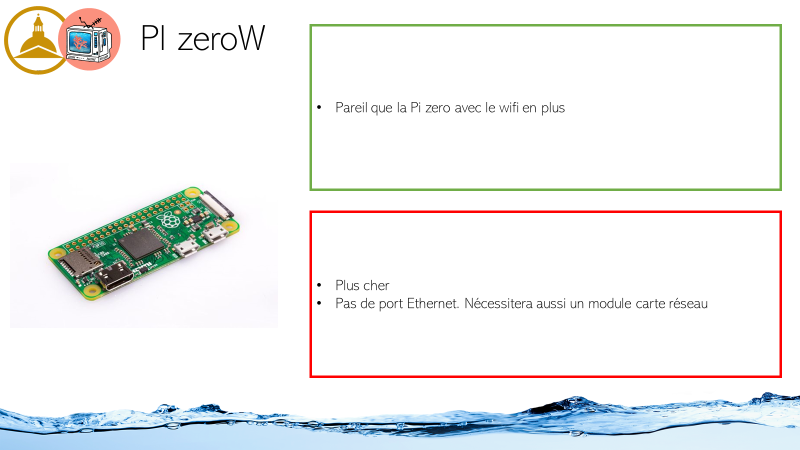 PI zeroW
• Pareil que la Pi zero avec le wifi en plus
• Plus cher
• Pas de port Ethernet. Nécessitera aussi un module carte réseau